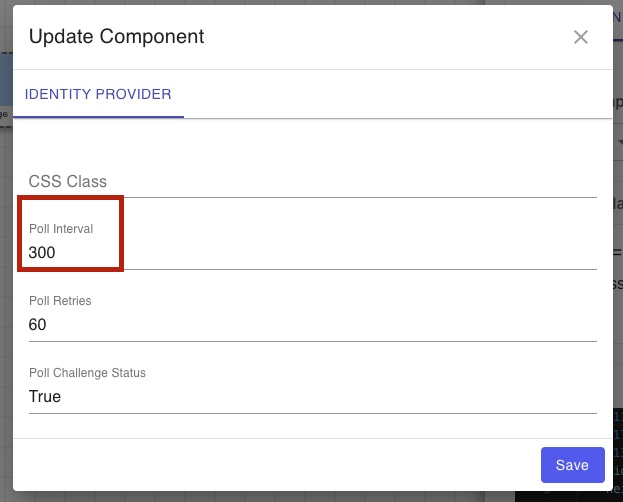 Update Component
IDENTITY PROVIDER
CSS Class
Poll Interval
300
Poll Retries
60
Poll Challenge Status
True
Save